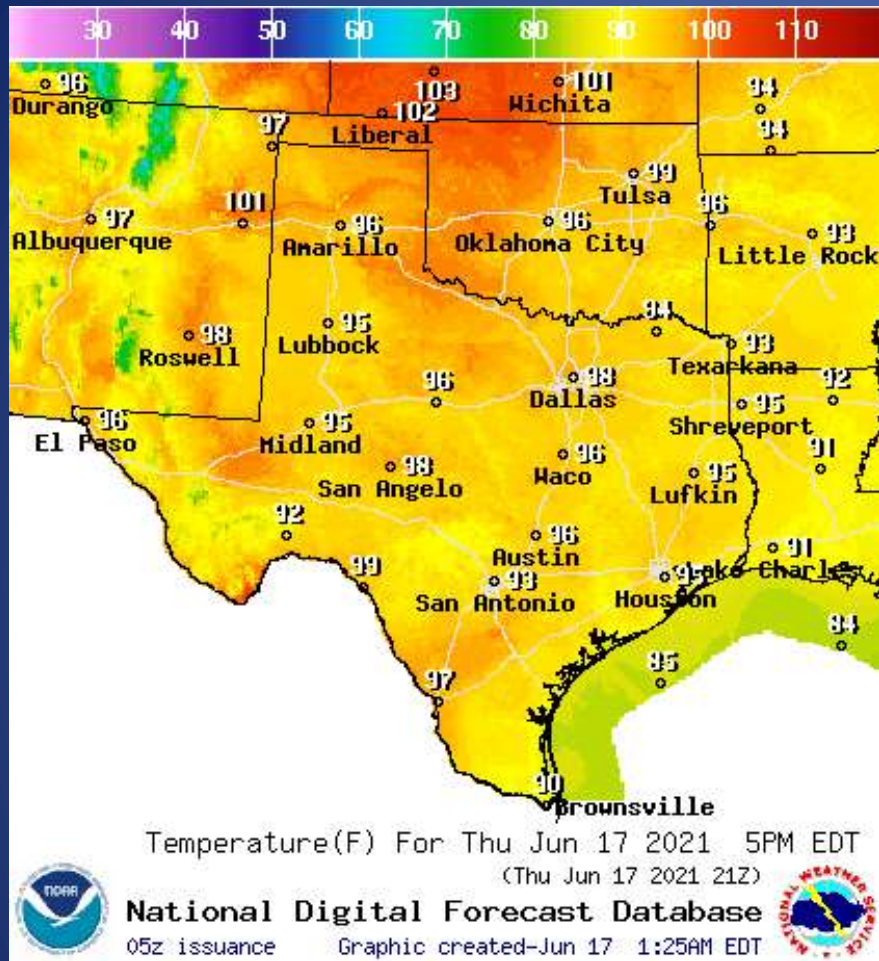 30 40 50 60 70 80 90 100 110
96
Durango
103
102
Liberal
101
Wichita
94
94
97
99
Tulsa
97
Albuquerque
101
96
Amarillo
96
Oklahoma City
96
93
Little Rock
98
Roswell
95
Lubbock
94
93
Texarkana
96
98
Dallas
92
95
Shreveport
96
El Paso
95
Midland
98
San Angelo
96
Waco
95
Lufkin
91
92
96
Austin
91
Lake Charles
99
93
San Antonio
95
Houston
84
85
97
90
Brownsville
Temperature(F) For Thu Jun 17 2021 5PM EDT
(Thu Jun 17 2021 21Z)
NOAA
National Digital Forecast Database
05z issuance Graphic created-Jun 17 1:25AM EDT
NATIONAL WEATHER SERVICE